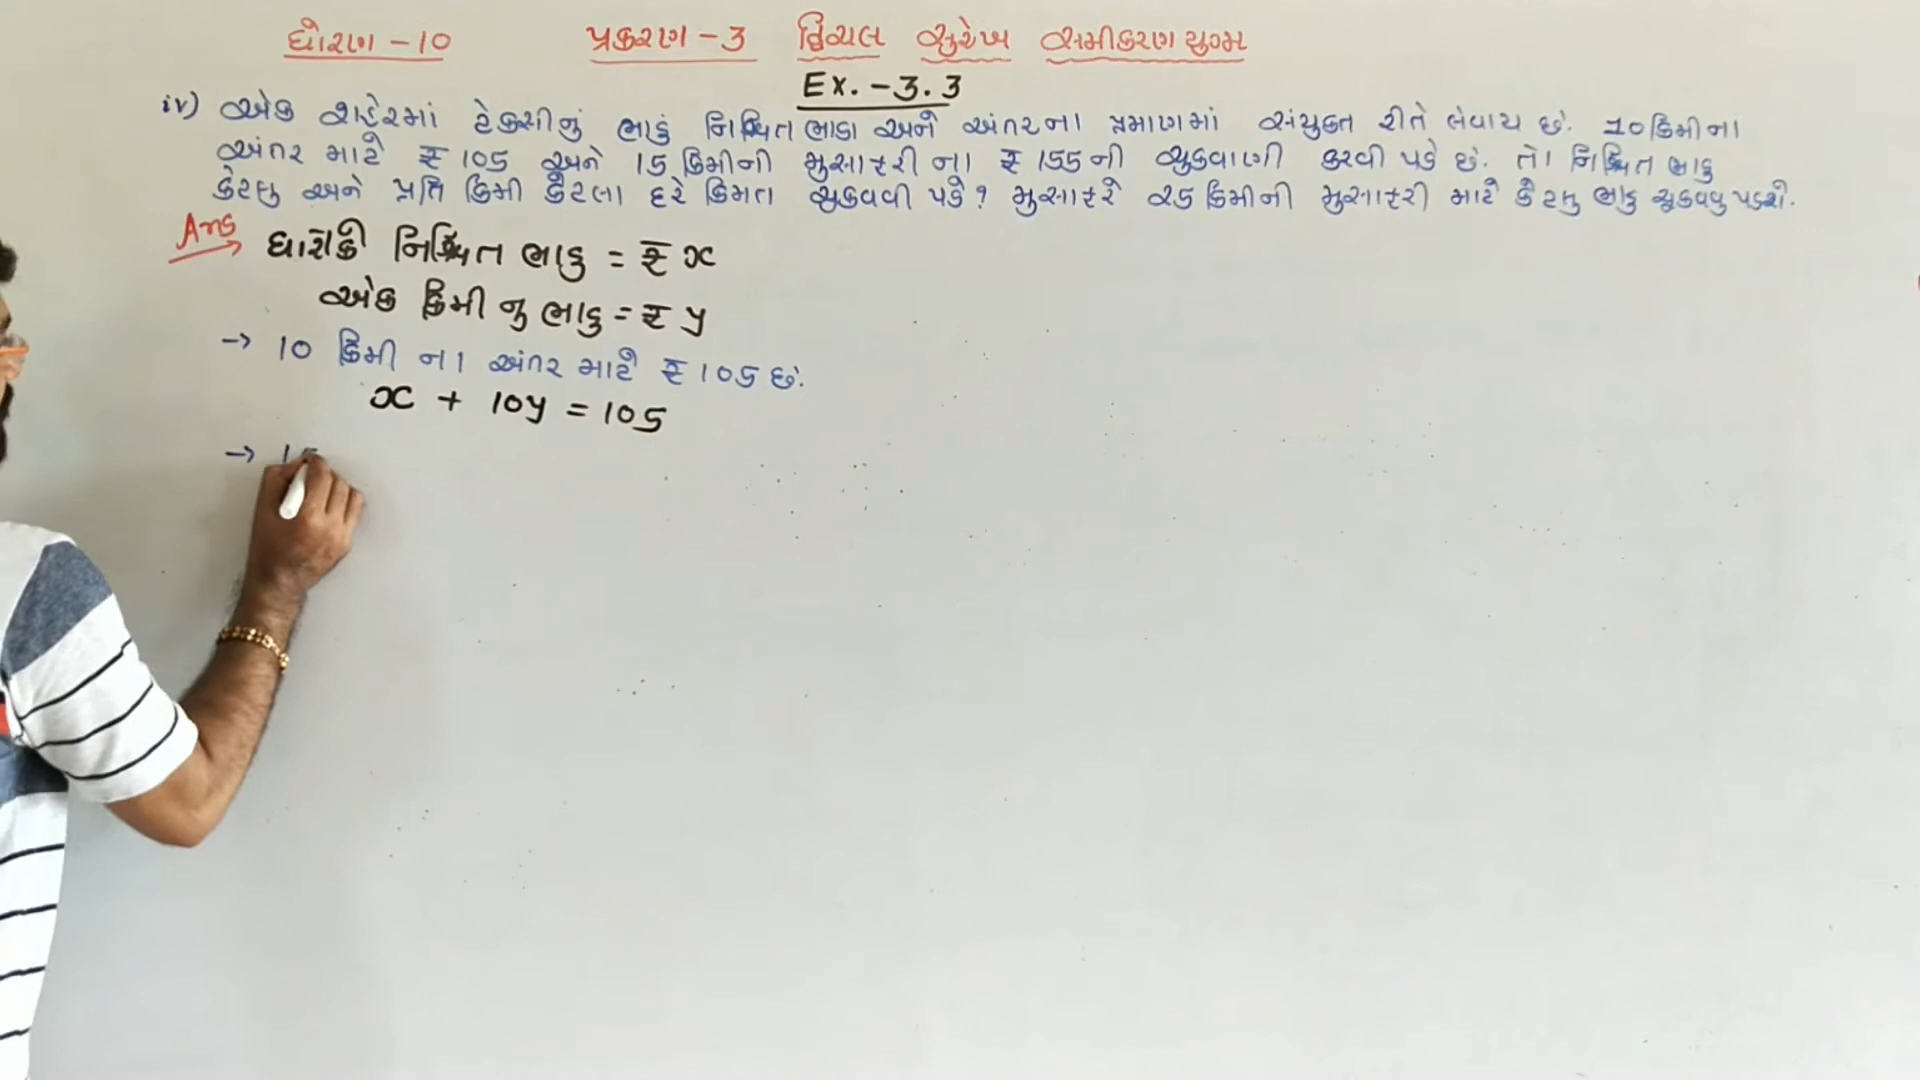 ધોરણ - 10 પ્રકરણ - 3 દ્વિચલ સુરેખ સમીકરણ યુગ્મ
Ex. - 3.3
iv) એક શહેરમાં ટેક્સીનું ભાડું નિશ્ચિત ભાડા અને અંતરના પ્રમાણમાં સંયુક્ત રીતે લેવાય છે. 10 કિમીના
અંતર માટે ₹ 105 અને 15 કિમીની મુસાફરી ના ₹ 155 ની ચુકવાણી કરવી પડે છે. તો નિશ્ચિત ભાડુ
કેટલુ અને પ્રતિ કિમી કેટલા દરે કિમત ચુકવવી પડે ? મુસાફરે 25 કિમીની મુસાફરી માટે કેટલુ ભાડુ ચુકવવુ પડશે.
Ans ધારોકી નિશ્ચિત ભાડુ = ₹ x
એક કિમી નુ ભાડુ = ₹ y
→ 10 કિમી ના અંતર માટે ₹ 105 છે.
x + 10y = 105
→ 15